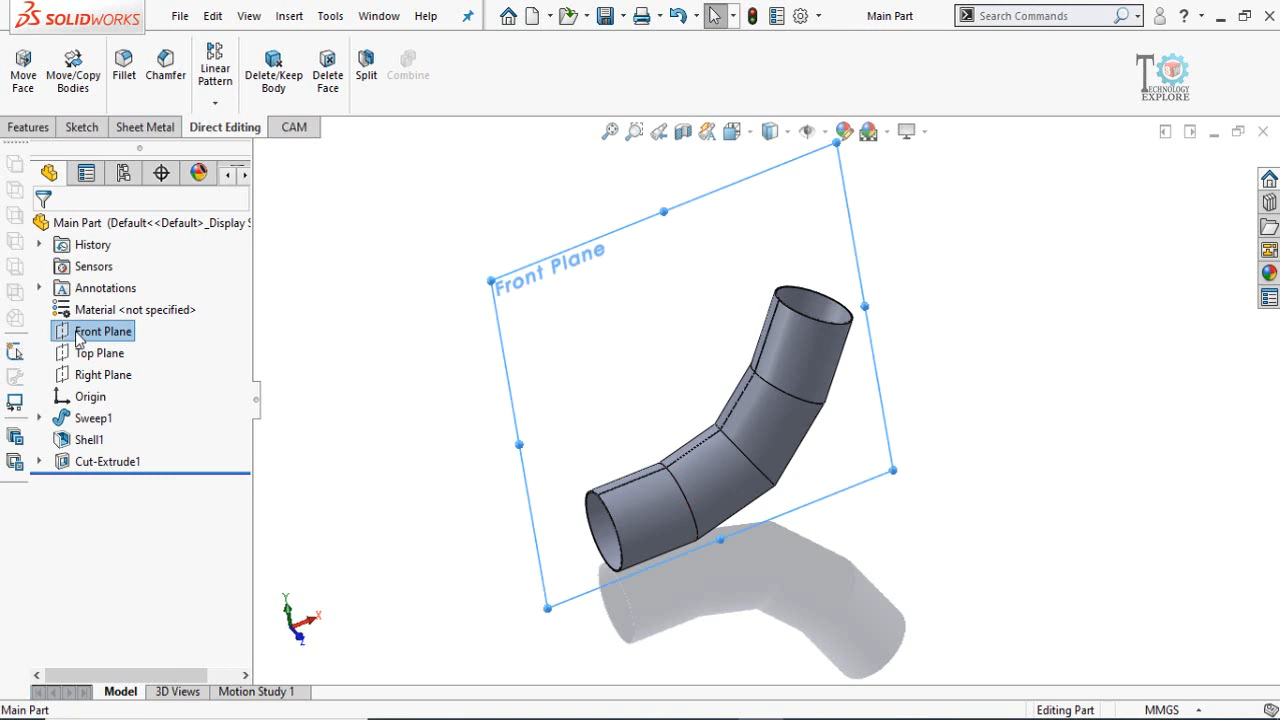 SOLIDWORKS File Edit View Insert Tools Window Help Main Part Search Commands ?
Move Face Move/Copy Bodies Fillet Chamfer Linear Pattern Delete/Keep Body Delete Face Split Combine
TECHNOLOGY EXPLORE
Features Sketch Sheet Metal Direct Editing CAM
Main Part (Default<<Default>_Display S
History
Sensors
Annotations
Material <not specified>
Front Plane
Top Plane
Right Plane
Origin
Sweep1
Shell1
Cut-Extrude1
Front Plane
Y
X
Z
Model 3D Views Motion Study 1
Main Part Editing Part MMGS